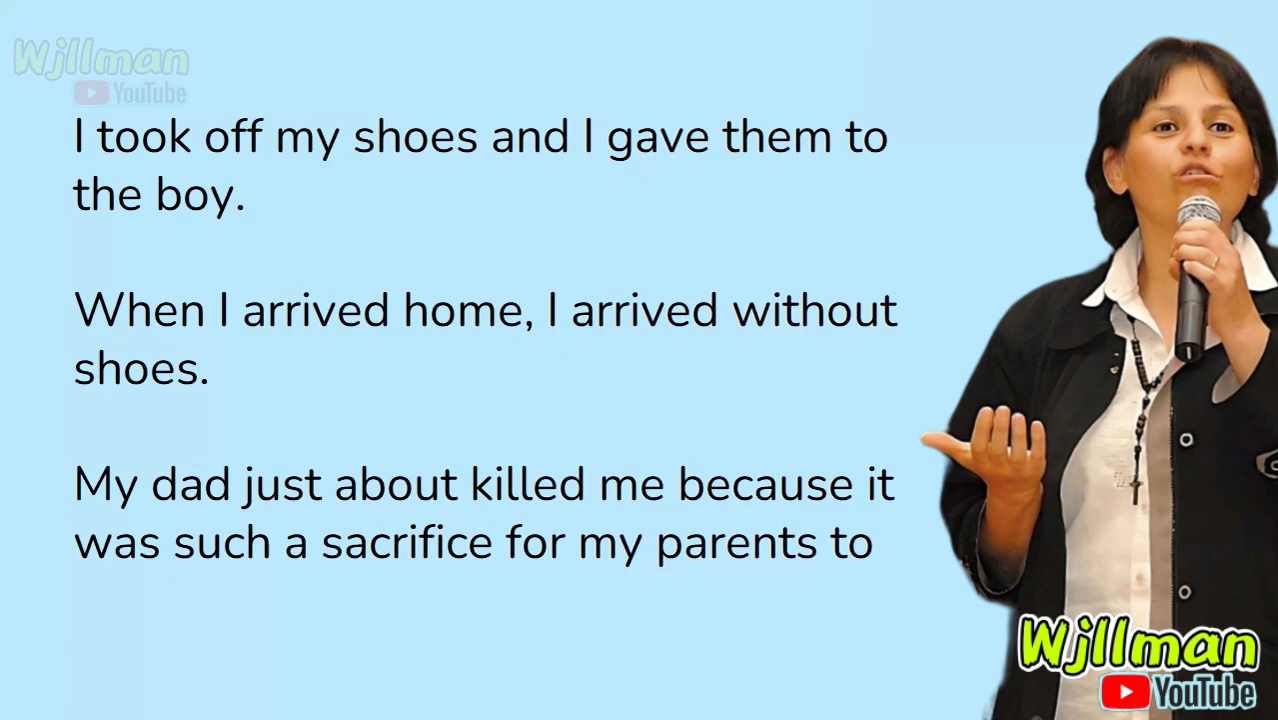 Wjllman
YouTube
I took off my shoes and I gave them to
the boy.
When I arrived home, I arrived without
shoes.
My dad just about killed me because it
was such a sacrifice for my parents to
Wjllman
YouTube